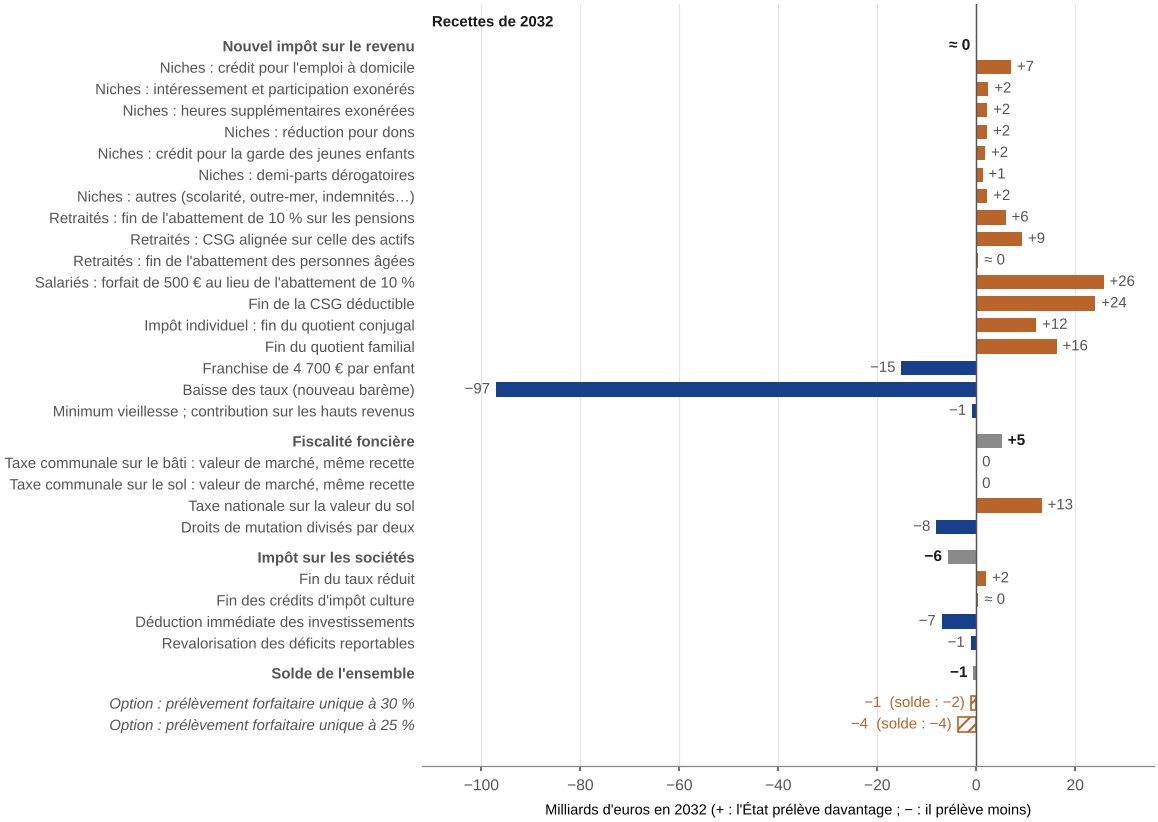 Recettes de 2032
Nouvel impôt sur le revenu ≈ 0
Niches : crédit pour l'emploi à domicile +7
Niches : intéressement et participation exonérés +2
Niches : heures supplémentaires exonérées +2
Niches : réduction pour dons +2
Niches : crédit pour la garde des jeunes enfants +2
Niches : demi-parts dérogatoires +1
Niches : autres (scolarité, outre-mer, indemnités…) +2
Retraités : fin de l'abattement de 10 % sur les pensions +6
Retraités : CSG alignée sur celle des actifs +9
Retraités : fin de l'abattement des personnes âgées ≈ 0
Salariés : forfait de 500 € au lieu de l'abattement de 10 % +26
Fin de la CSG déductible +24
Impôt individuel : fin du quotient conjugal +12
Fin du quotient familial +16
Franchise de 4 700 € par enfant −15
Baisse des taux (nouveau barème) −97
Minimum vieillesse ; contribution sur les hauts revenus −1
Fiscalité foncière +5
Taxe communale sur le bâti : valeur de marché, même recette 0
Taxe communale sur le sol : valeur de marché, même recette 0
Taxe nationale sur la valeur du sol +13
Droits de mutation divisés par deux −8
Impôt sur les sociétés −6
Fin du taux réduit +2
Fin des crédits d'impôt culture ≈ 0
Déduction immédiate des investissements −7
Revalorisation des déficits reportables −1
Solde de l'ensemble −1
Option : prélèvement forfaitaire unique à 30 % −1 (solde : −2)
Option : prélèvement forfaitaire unique à 25 % −4 (solde : −4)
−100 −80 −60 −40 −20 0 20
Milliards d'euros en 2032 (+ : l'État prélève davantage ; − : il prélève moins)